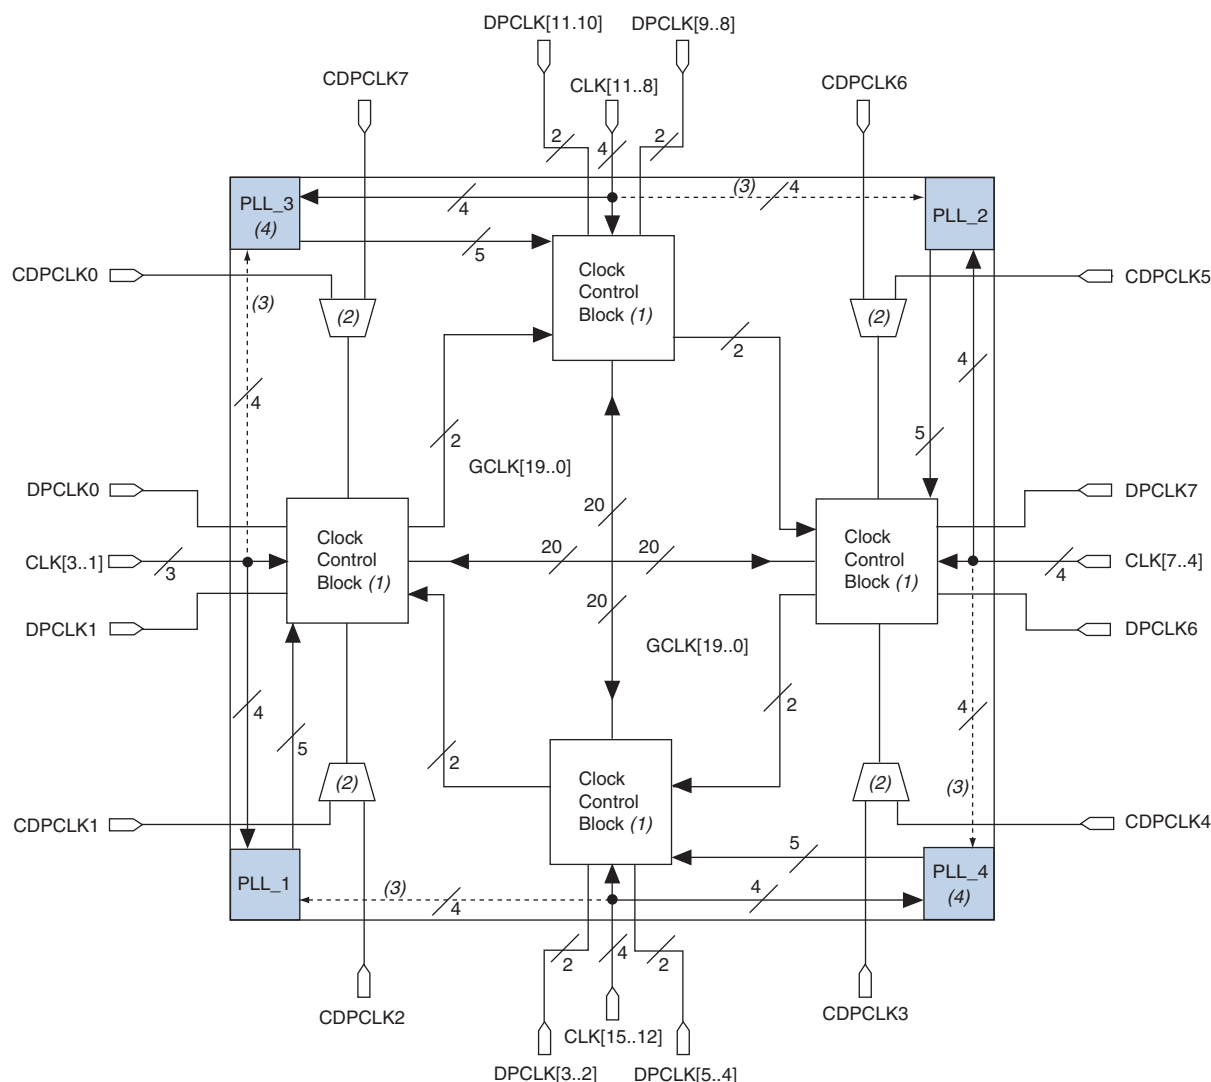 DPCLK[11.10]
DPCLK[9..8]
CDPCLK7
CLK[11..8]
CDPCLK6
2
4
2
PLL_3
(4)
4
(3)
4
PLL_2
5
CDPCLK0
(3)
Clock
Control
Block (1)
CDPCLK5
(2)
(2)
2
4
4
2
5
GCLK[19..0]
DPCLK0
DPCLK7
20
Clock
Control
Block (1)
Clock
Control
Block (1)
CLK[3..1]
3
20
20
4
CLK[7..4]
20
DPCLK1
DPCLK6
GCLK[19..0]
4
5
2
2
4
(2)
Clock
Control
Block (1)
(2)
(3)
CDPCLK1
CDPCLK4
5
PLL_1
(3)
4
4
PLL_4
(4)
2
4
2
CDPCLK2
CLK[15..12]
CDPCLK3
DPCLK[3..2]
DPCLK[5..4]